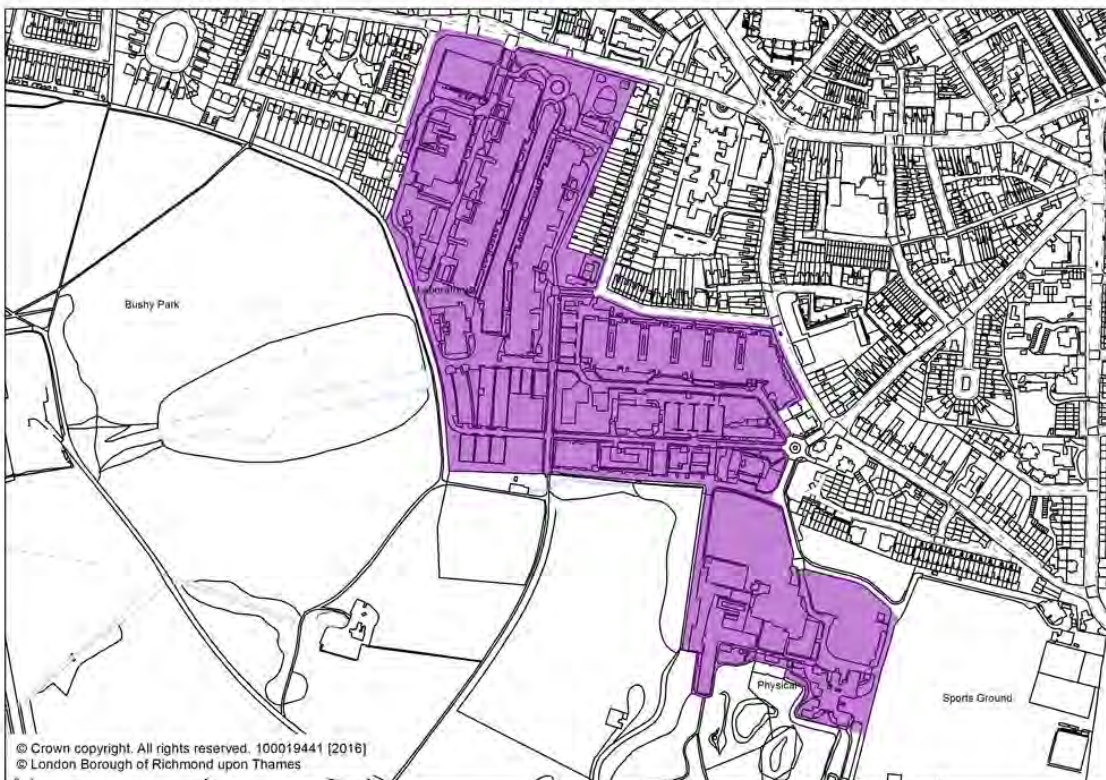 Bushy Park
Laboratory
Physical
Sports Ground
© Crown copyright. All rights reserved. 100019441 [2016]
© London Borough of Richmond upon Thames